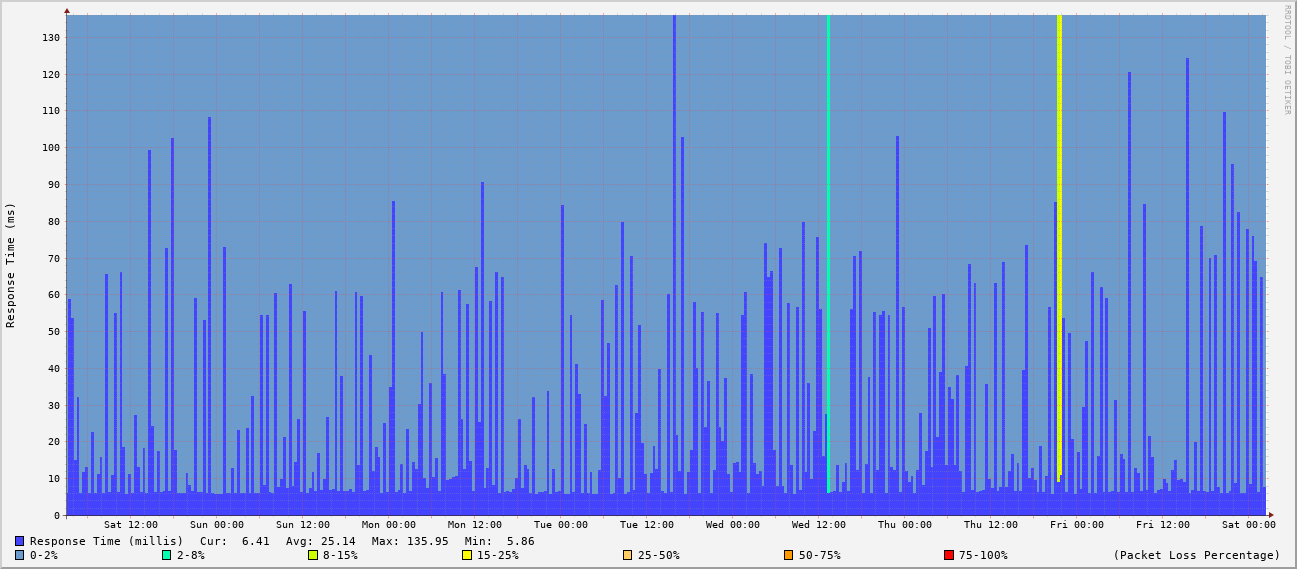 RRDTOOL / TOBI OETIKER
Response Time (ms)
130
120
110
100
90
80
70
60
50
40
30
20
10
0
Sat 12:00 Sun 00:00 Sun 12:00 Mon 00:00 Mon 12:00 Tue 00:00 Tue 12:00 Wed 00:00 Wed 12:00 Thu 00:00 Thu 12:00 Fri 00:00 Fri 12:00 Sat 00:00
Response Time (millis) Cur: 6.41 Avg: 25.14 Max: 135.95 Min: 5.86
0-2% 2-8% 8-15% 15-25% 25-50% 50-75% 75-100% (Packet Loss Percentage)